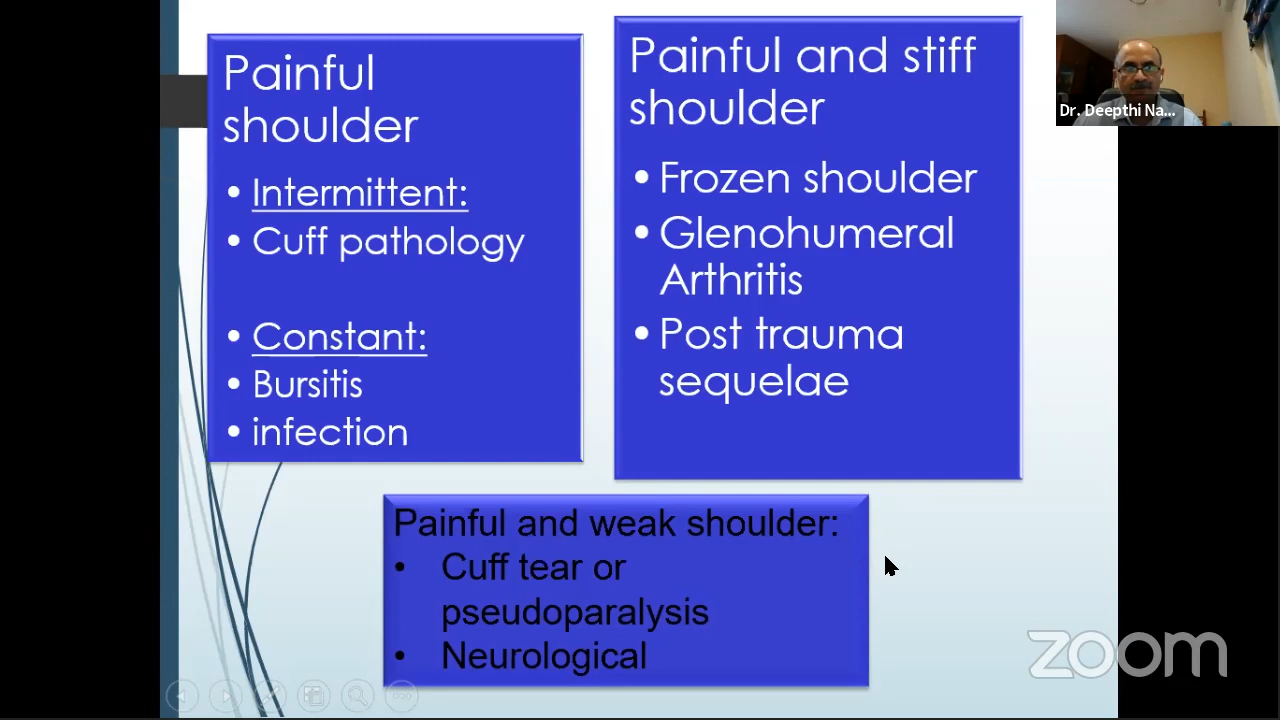 Painful
shoulder
• Intermittent:
• Cuff pathology
• Constant:
• Bursitis
• infection
Painful and stiff
shoulder
• Frozen shoulder
• Glenohumeral
Arthritis
• Post trauma
sequelae
Dr. Deepthi Na...
Painful and weak shoulder:
• Cuff tear or
pseudoparalysis
• Neurological
zoom